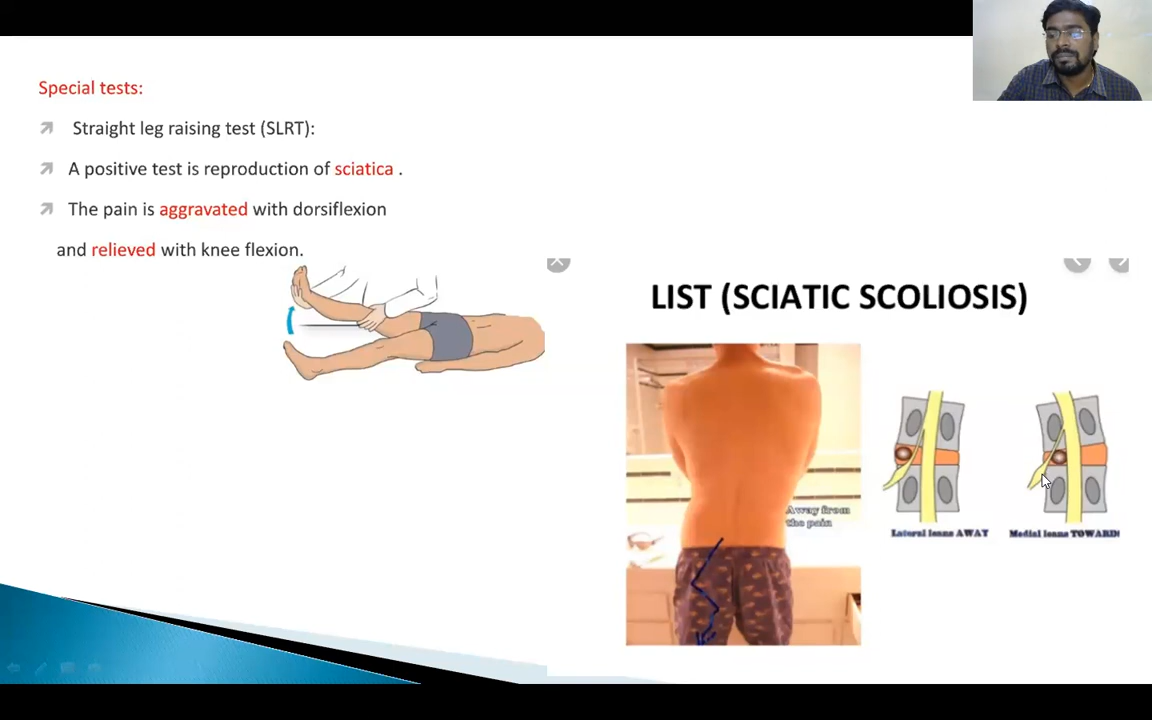 Special tests:
Straight leg raising test (SLRT):
A positive test is reproduction of sciatica .
The pain is aggravated with dorsiflexion
and relieved with knee flexion.
LIST (SCIATIC SCOLIOSIS)
Away from
the pain
Lateral leans AWAY
Medial leans TOWARD